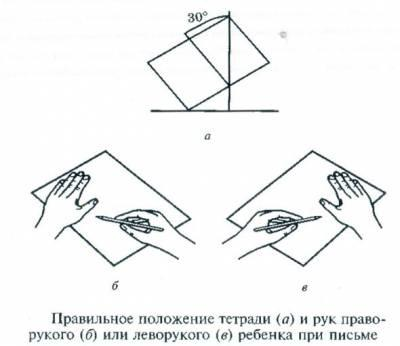 30°
а
б
в
Правильное положение тетради (а) и рук право-
рукого (б) или леворукого (в) ребенка при письме